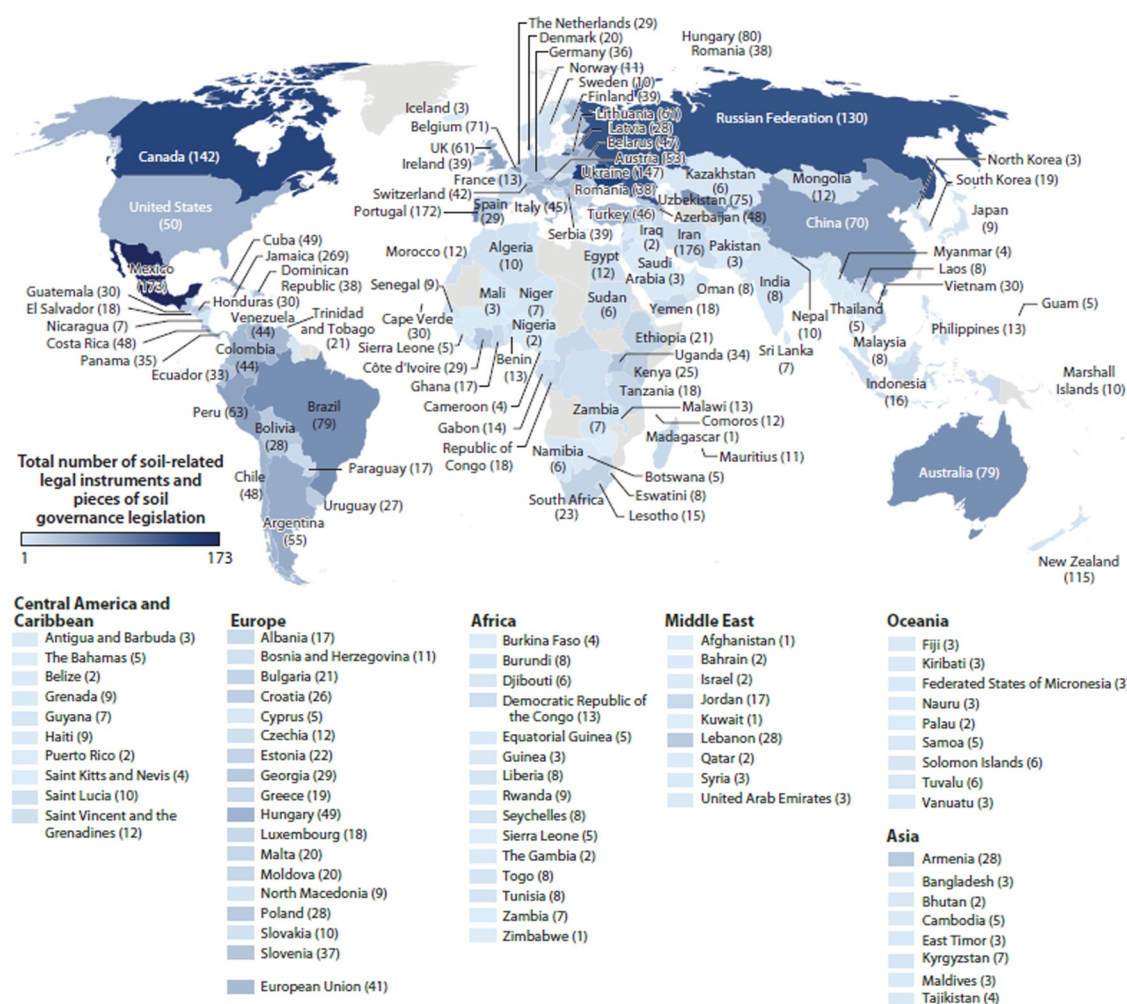 The Netherlands (29)
Denmark (20)
Germany (36)
Norway (11)
Sweden (10)
Finland (39)
Lithuania (61)
Latvia (28)
Belarus (47)
Austria (53)
Ukraine (147)
Romania (38)
Hungary (80)
Romania (38)
Iceland (3)
Belgium (71)
UK (61)
Ireland (39)
France (13)
Switzerland (42)
Portugal (172)
Spain
(29)
Italy (45)
Serbia (39)
Turkey (46)
Russian Federation (130)
Kazakhstan
(6)
Uzbekistan (75)
Azerbaijan (48)
Mongolia
(12)
China (70)
North Korea (3)
South Korea (19)
Japan
(9)
Canada (142)
United States
(50)
Mexico
(173)
Cuba (49)
Jamaica (269)
Dominican
Republic (38)
Guatemala (30)
El Salvador (18)
Honduras (30)
Nicaragua (7)
Costa Rica (48)
Panama (35)
Venezuela
(44)
Trinidad
and Tobago
(21)
Colombia
(44)
Ecuador (33)
Peru (63)
Brazil
(79)
Bolivia
(28)
Chile
(48)
Paraguay (17)
Uruguay (27)
Argentina
(55)
Morocco (12)
Algeria
(10)
Egypt
(12)
Iraq
(2)
Iran
(176)
Pakistan
(3)
Saudi
Arabia (3)
Oman (8)
Yemen (18)
India
(8)
Nepal
(10)
Sri Lanka
(7)
Myanmar (4)
Laos (8)
Vietnam (30)
Thailand
(5)
Malaysia
(8)
Philippines (13)
Guam (5)
Indonesia
(16)
Marshall
Islands (10)
Senegal (9)
Mali
(3)
Niger
(7)
Sudan
(6)
Cape Verde
(30)
Nigeria
(2)
Sierra Leone (5)
Benin
(13)
Côte d'Ivoire (29)
Ghana (17)
Cameroon (4)
Gabon (14)
Republic of
Congo (18)
Ethiopia (21)
Uganda (34)
Kenya (25)
Tanzania (18)
Zambia
(7)
Malawi (13)
Comoros (12)
Madagascar (1)
Mauritius (11)
Namibia
(6)
Botswana (5)
Eswatini (8)
South Africa
(23)
Lesotho (15)
Australia (79)
New Zealand
(115)
Total number of soil-related
legal instruments and
pieces of soil
governance legislation
1 173
Central America and
Caribbean
Antigua and Barbuda (3)
The Bahamas (5)
Belize (2)
Grenada (9)
Guyana (7)
Haiti (9)
Puerto Rico (2)
Saint Kitts and Nevis (4)
Saint Lucia (10)
Saint Vincent and the
Grenadines (12)
Europe
Albania (17)
Bosnia and Herzegovina (11)
Bulgaria (21)
Croatia (26)
Cyprus (5)
Czechia (12)
Estonia (22)
Georgia (29)
Greece (19)
Hungary (49)
Luxembourg (18)
Malta (20)
Moldova (20)
North Macedonia (9)
Poland (28)
Slovakia (10)
Slovenia (37)
European Union (41)
Africa
Burkina Faso (4)
Burundi (8)
Djibouti (6)
Democratic Republic of
the Congo (13)
Equatorial Guinea (5)
Guinea (3)
Liberia (8)
Rwanda (9)
Seychelles (8)
Sierra Leone (5)
The Gambia (2)
Togo (8)
Tunisia (8)
Zambia (7)
Zimbabwe (1)
Middle East
Afghanistan (1)
Bahrain (2)
Israel (2)
Jordan (17)
Kuwait (1)
Lebanon (28)
Qatar (2)
Syria (3)
United Arab Emirates (3)
Oceania
Fiji (3)
Kiribati (3)
Federated States of Micronesia (3
Nauru (3)
Palau (2)
Samoa (5)
Solomon Islands (6)
Tuvalu (6)
Vanuatu (3)
Asia
Armenia (28)
Bangladesh (3)
Bhutan (2)
Cambodia (5)
East Timor (3)
Kyrgyzstan (7)
Maldives (3)
Tajikistan (4)